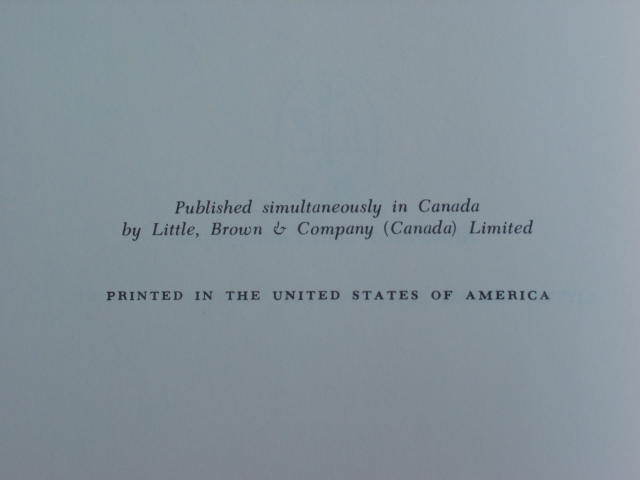 Published simultaneously in Canada
by Little, Brown & Company (Canada) Limited
PRINTED IN THE UNITED STATES OF AMERICA